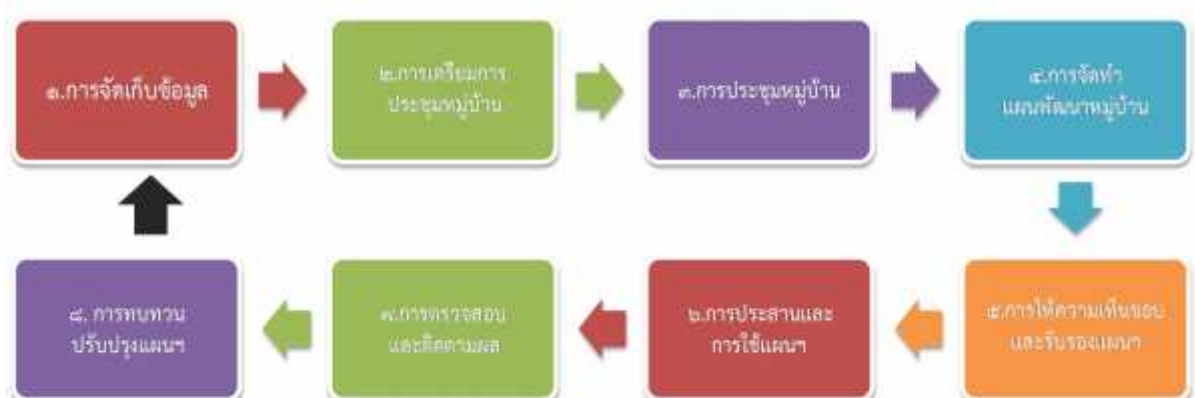 ๑.การจัดเก็บข้อมูล
๒.การเตรียมการ
ประชุมหมู่บ้าน
๓.การประชุมหมู่บ้าน
๔.การจัดทำ
แผนพัฒนาหมู่บ้าน
๕.การให้ความเห็นชอบ
และรับรองแผนฯ
๖.การประสานและ
การใช้แผนฯ
๗.การตรวจสอบ
และติดตามผล
๘. การทบทวน
ปรับปรุงแผนฯ